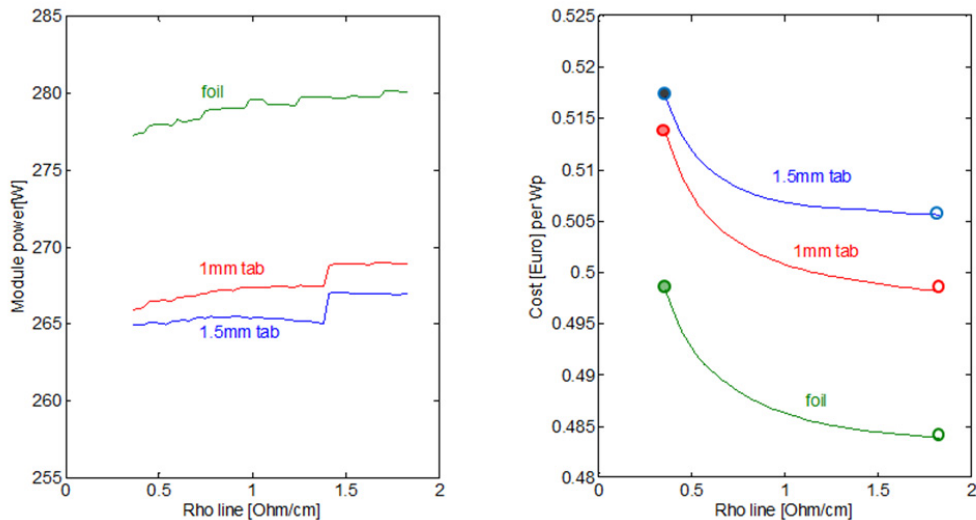 285
280
275
270
265
260
255
Module power[W]
foil
1mm tab
1.5mm tab
0
0.5
1
1.5
2
Rho line [Ohm/cm]
0.525
0.52
0.515
0.51
0.505
0.5
0.495
0.49
0.485
0.48
Cost [Euro] per Wp
1.5mm tab
1mm tab
foil
0
0.5
1
1.5
2
Rho line [Ohm/cm]